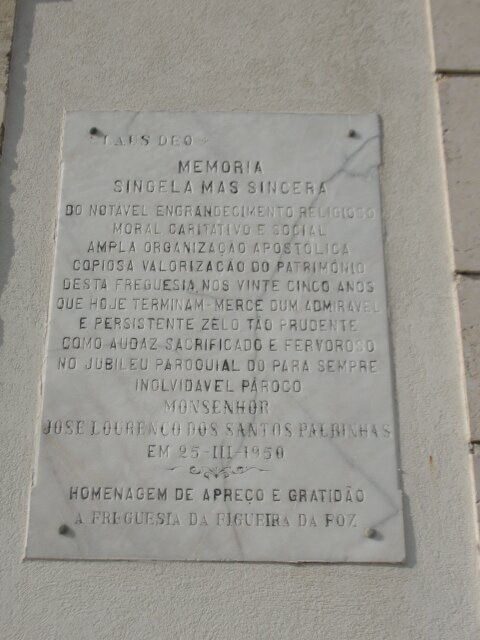 LAUS DEO
MEMORIA
SINGELA MAS SINCERA
DO NOTAVEL ENGRANDECIMENTO RELIGIOSO
MORAL CARITATIVO E SOCIAL
AMPLA ORGANIZAÇÃO APOSTOLICA
COPIOSA VALORIZAÇÃO DO PATRIMÓNIO
DESTA FREGUESIA, NOS VINTE CINCO ANOS
QUE HOJE TERMINAM-MERCÊ DUM ADMIRAVEL
E PERSISTENTE ZELO TÃO PRUDENTE
COMO AUDAZ SACRIFICADO E FERVOROSO
NO JUBILEU PAROQUIAL DO PARA SEMPRE
INOLVIDAVEL PÁROCO
MONSENHOR
JOSÉ LOURENÇO DOS SANTOS PALRINHAS
EM 25-III-1950
HOMENAGEM DE APREÇO E GRATIDÃO
A FREGUESIA DA FIGUEIRA DA FOZ